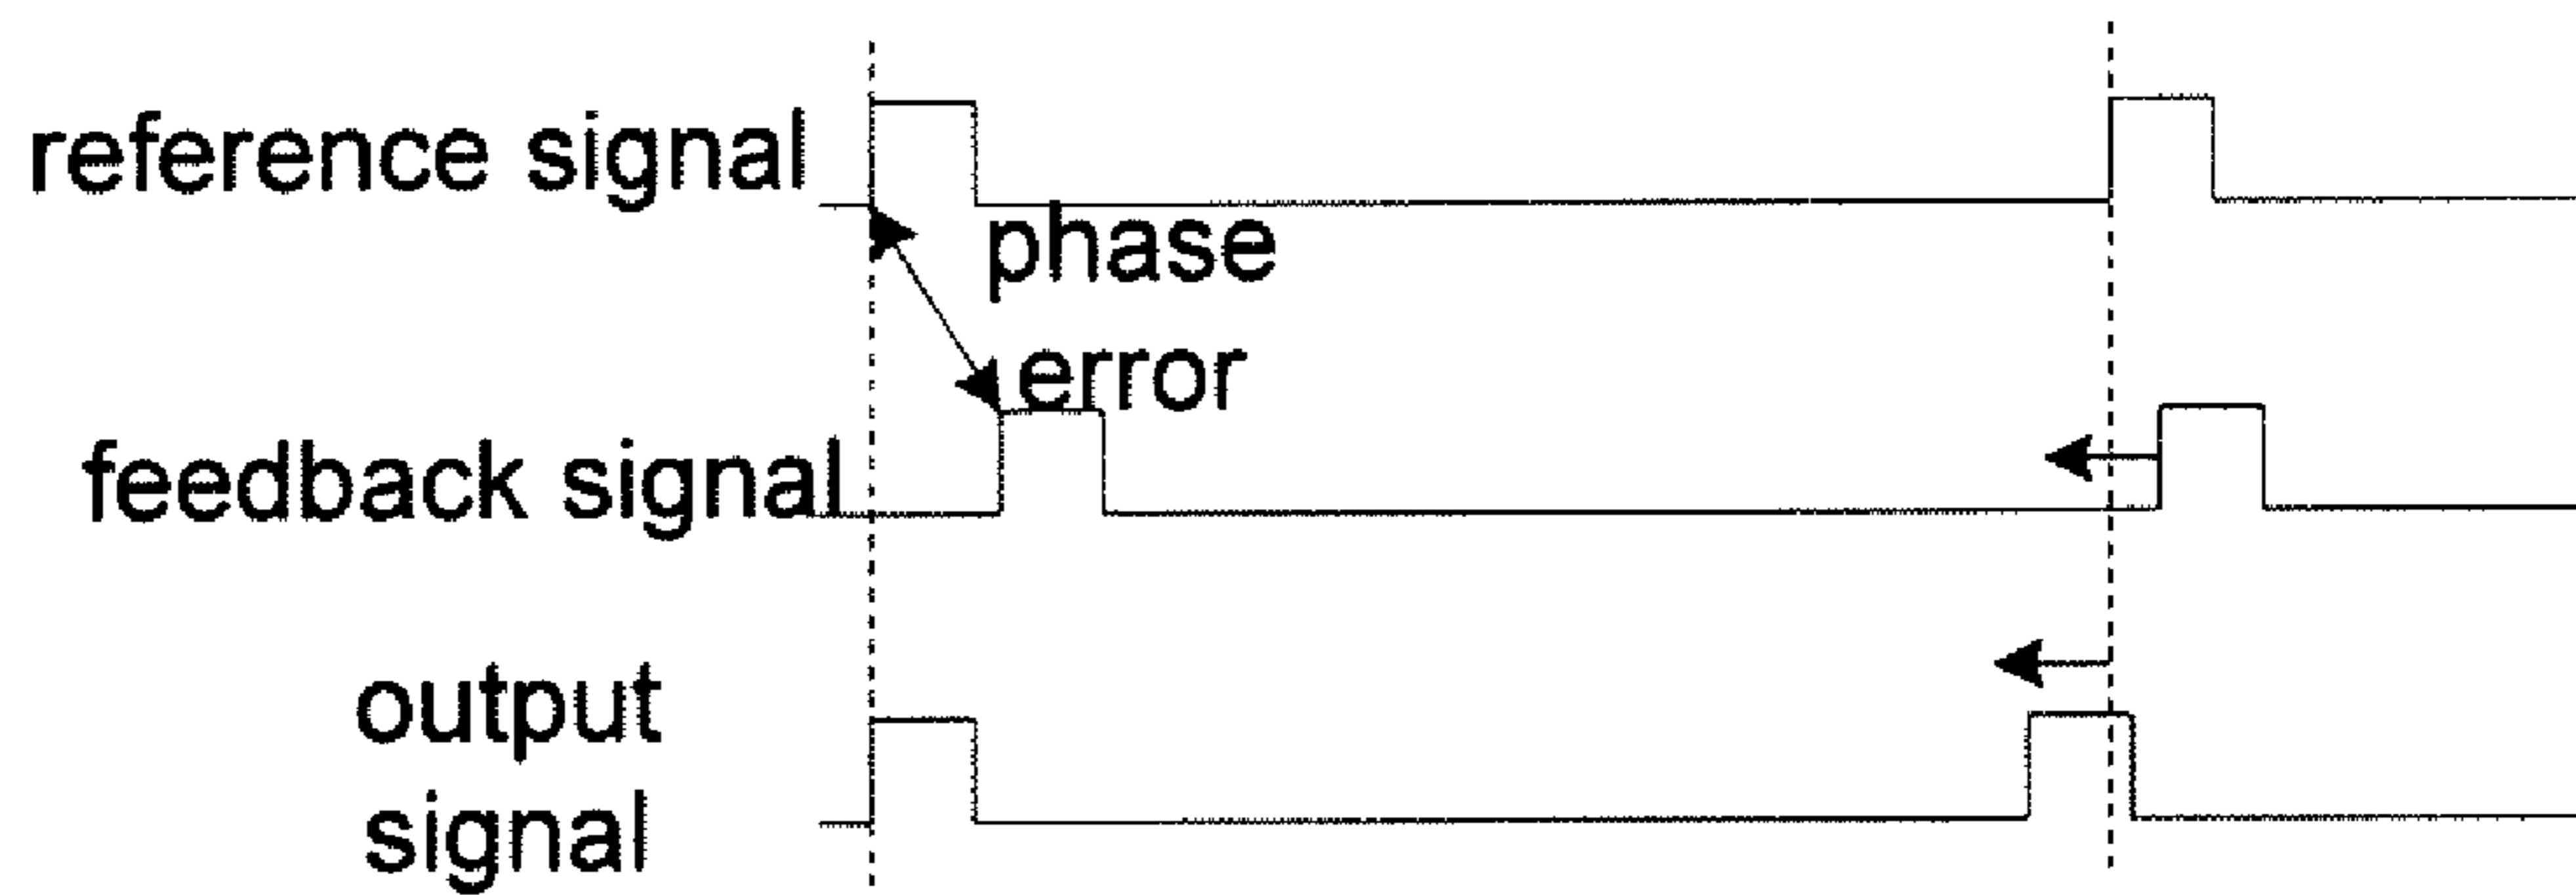 reference signal
phase
error
feedback signal
output
signal